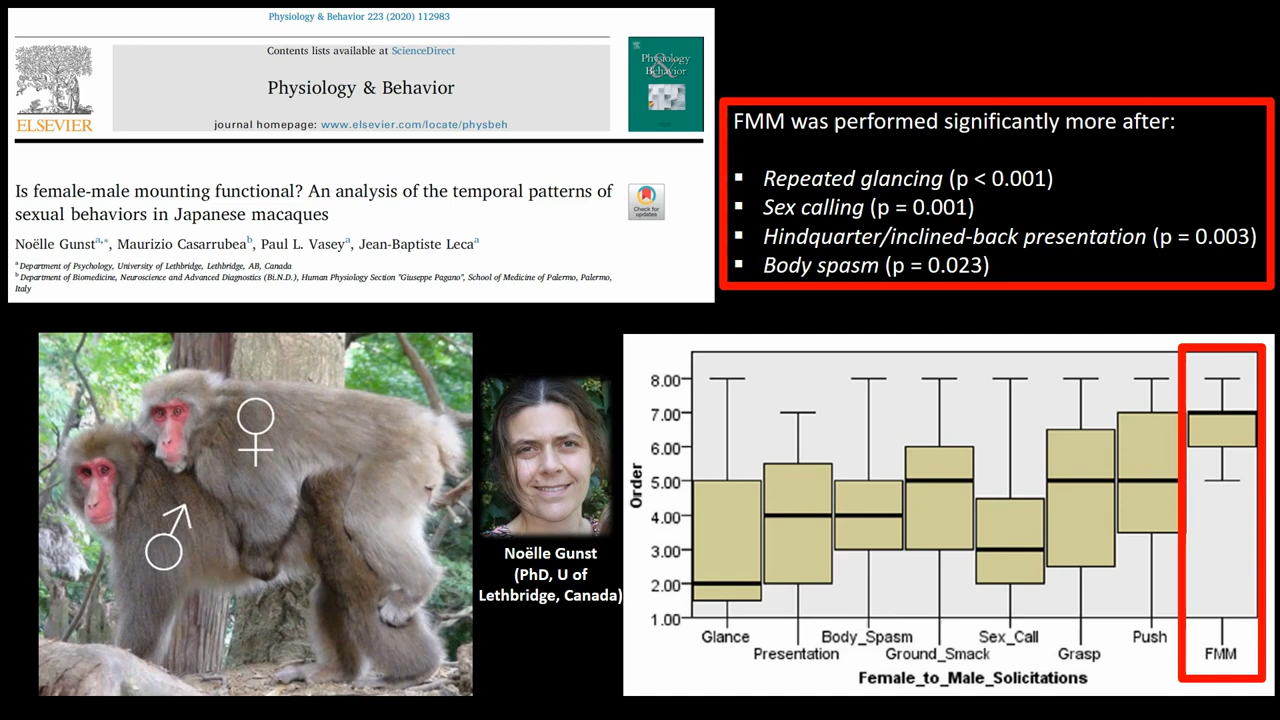 Physiology & Behavior 223 (2020) 112983
Contents lists available at ScienceDirect
Physiology & Behavior
journal homepage: www.elsevier.com/locate/physbeh
ELSEVIER
Physiology
&
Behavior
Is female-male mounting functional? An analysis of the temporal patterns of
sexual behaviors in Japanese macaques
Check for
updates
Noëlle Gunst a,*, Maurizio Casarrubea b, Paul L. Vasey a, Jean-Baptiste Leca a
a Department of Psychology, University of Lethbridge, Lethbridge, AB, Canada
b Department of Biomedicine, Neuroscience and Advanced Diagnostics (Bi.N.D.), Human Physiology Section "Giuseppe Pagano", School of Medicine of Palermo, Palermo,
Italy
FMM was performed significantly more after:
▪ Repeated glancing (p < 0.001)
▪ Sex calling (p = 0.001)
▪ Hindquarter/inclined-back presentation (p = 0.003)
▪ Body spasm (p = 0.023)
♀
♂
Noëlle Gunst
(PhD, U of
Lethbridge, Canada)
Order
8.00
7.00
6.00
5.00
4.00
3.00
2.00
1.00
Glance
Presentation
Body_Spasm
Ground_Smack
Sex_Call
Grasp
Push
FMM
Female_to_Male_Solicitations